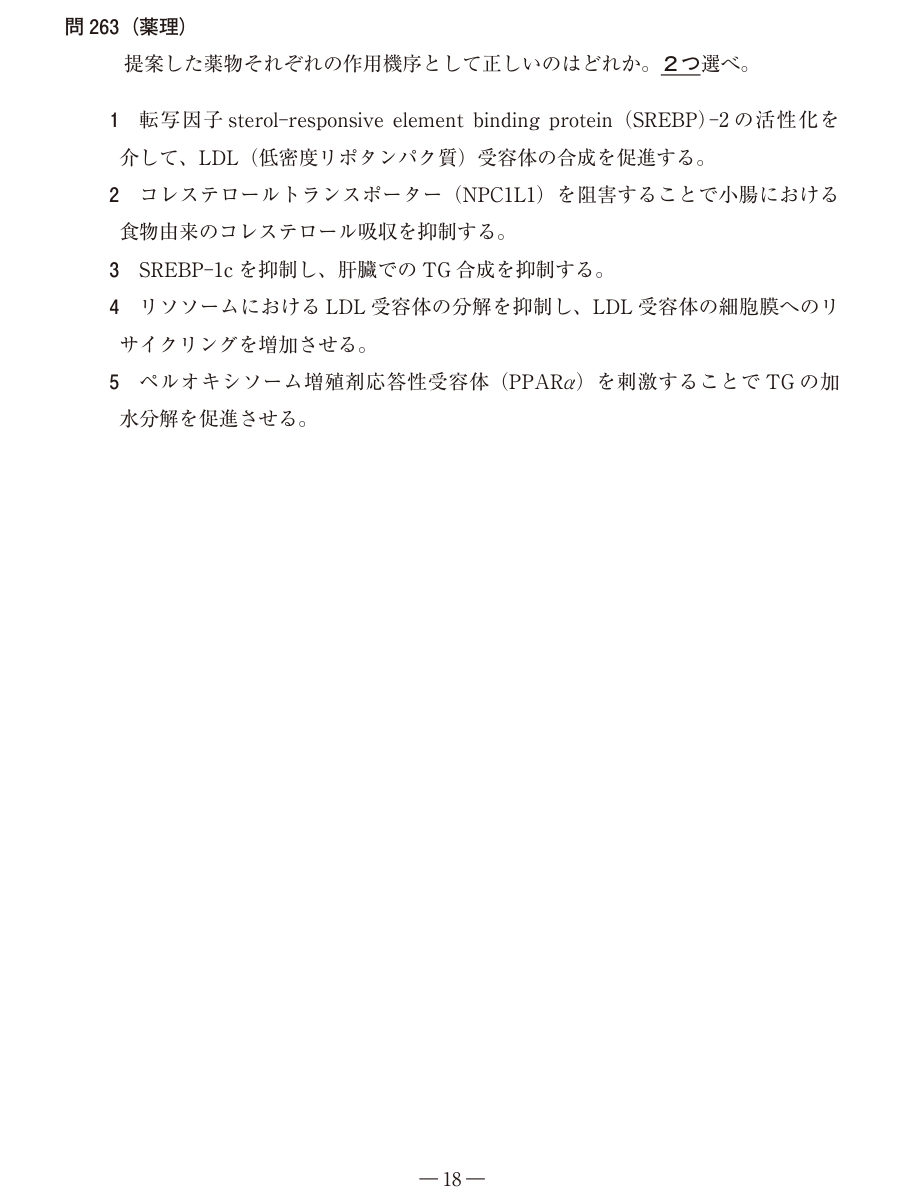 問 263（薬理）
提案した薬物それぞれの作用機序として正しいのはどれか。2つ選べ。
1 転写因子 sterol-responsive element binding protein（SREBP）-2 の活性化を
介して、LDL（低密度リポタンパク質）受容体の合成を促進する。
2 コレステロールトランスポーター（NPC1L1）を阻害することで小腸における
食物由来のコレステロール吸収を抑制する。
3 SREBP-1c を抑制し、肝臓での TG 合成を抑制する。
4 リソソームにおける LDL 受容体の分解を抑制し、LDL 受容体の細胞膜へのリ
サイクリングを増加させる。
5 ペルオキシソーム増殖剤応答性受容体（PPARα）を刺激することで TG の加
水分解を促進させる。
― 18 ―